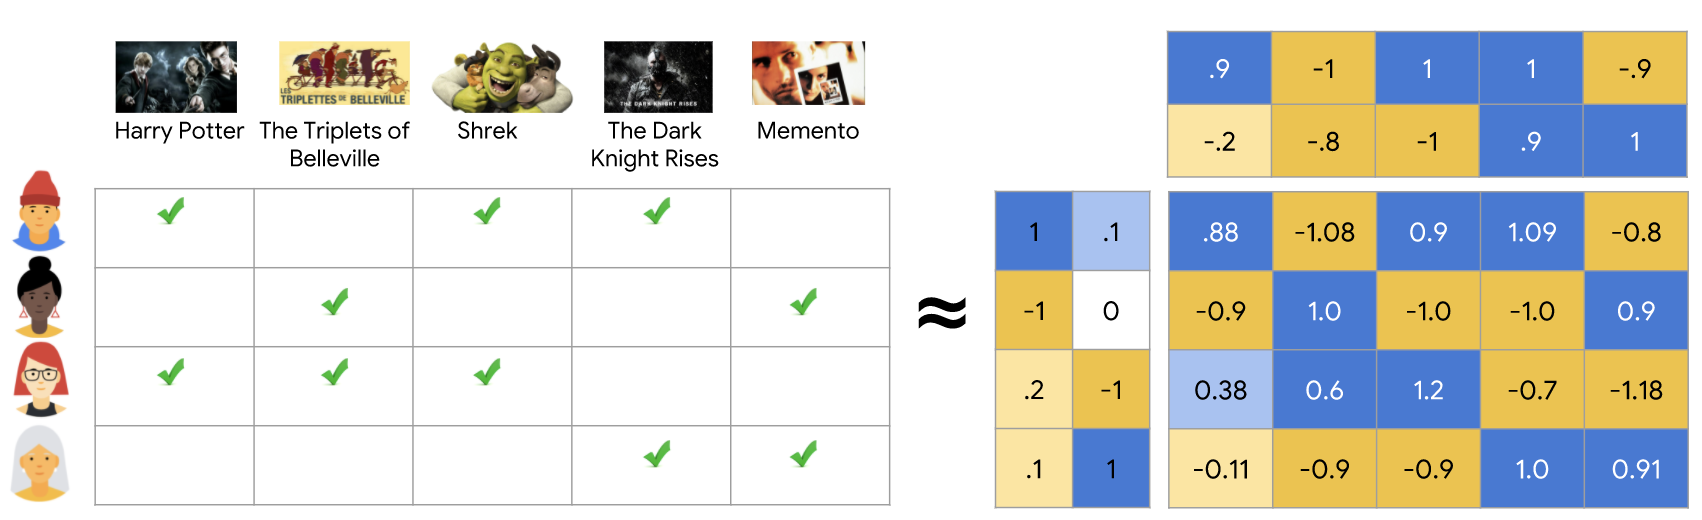 .9 -1 1 1 -.9
LES
TRIPLETTES DE BELLEVILLE
THE DARK KNIGHT RISES
Harry Potter The Triplets of Belleville Shrek The Dark Knight Rises Memento
-.2 -.8 -1 .9 1
1 .1 .88 -1.08 0.9 1.09 -0.8
≈
-1 0 -0.9 1.0 -1.0 -1.0 0.9
.2 -1 0.38 0.6 1.2 -0.7 -1.18
.1 1 -0.11 -0.9 -0.9 1.0 0.91